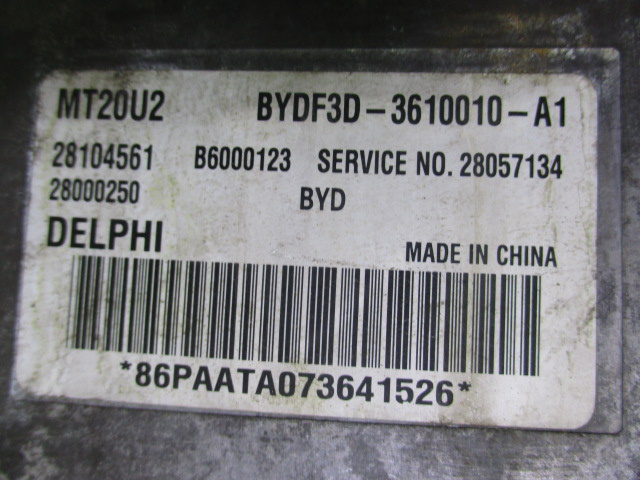 MT20U2 BYDF3D-3610010-A1
28104561 B6000123 SERVICE NO. 28057134
28000250 BYD
DELPHI MADE IN CHINA
*86PAATA073641526*